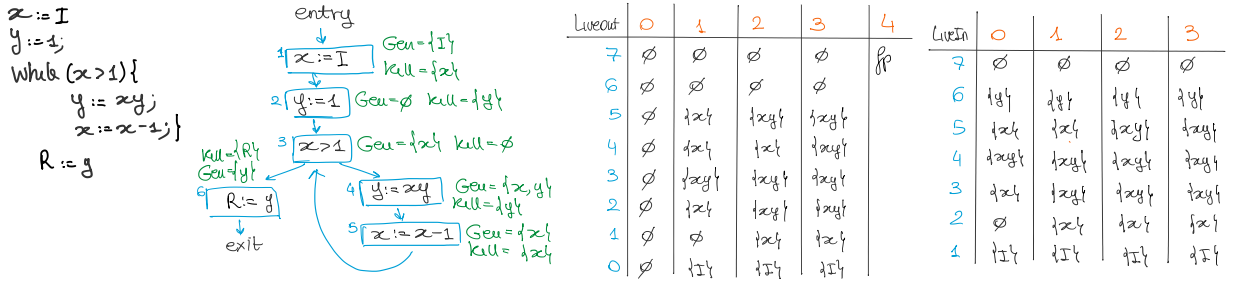 x := I
y := 1;
while (x>1) {
y := xy;
x := x-1; }
R := y
entry
1 x := I Gen = {I}
Kill = {x}
2 y := 1 Gen = ∅ Kill = {y}
3 x > 1 Gen = {x} Kill = ∅
Kill = {R}
Gen = {y}
6 R := y
exit
4 y := xy Gen = {x, y}
Kill = {y}
5 x := x-1 Gen = {x}
Kill = {x}
LiveOut 0 1 2 3 4
7 ∅ ∅ ∅ ∅ fp
6 ∅ ∅ ∅ ∅
5 ∅ {x} {xy} {xy}
4 ∅ {x} {x} {xy}
3 ∅ {xy} {xy} {xy}
2 ∅ {x} {xy} {xy}
1 ∅ ∅ {x} {x}
0 ∅ {I} {I} {I}
LiveIn 0 1 2 3
7 ∅ ∅ ∅ ∅
6 {y} {y} {y} {y}
5 {x} {x} {xy} {xy}
4 {xy} {xy} {xy} {xy}
3 {x} {xy} {xy} {xy}
2 ∅ {x} {x} {x}
1 {I} {I} {I} {I}